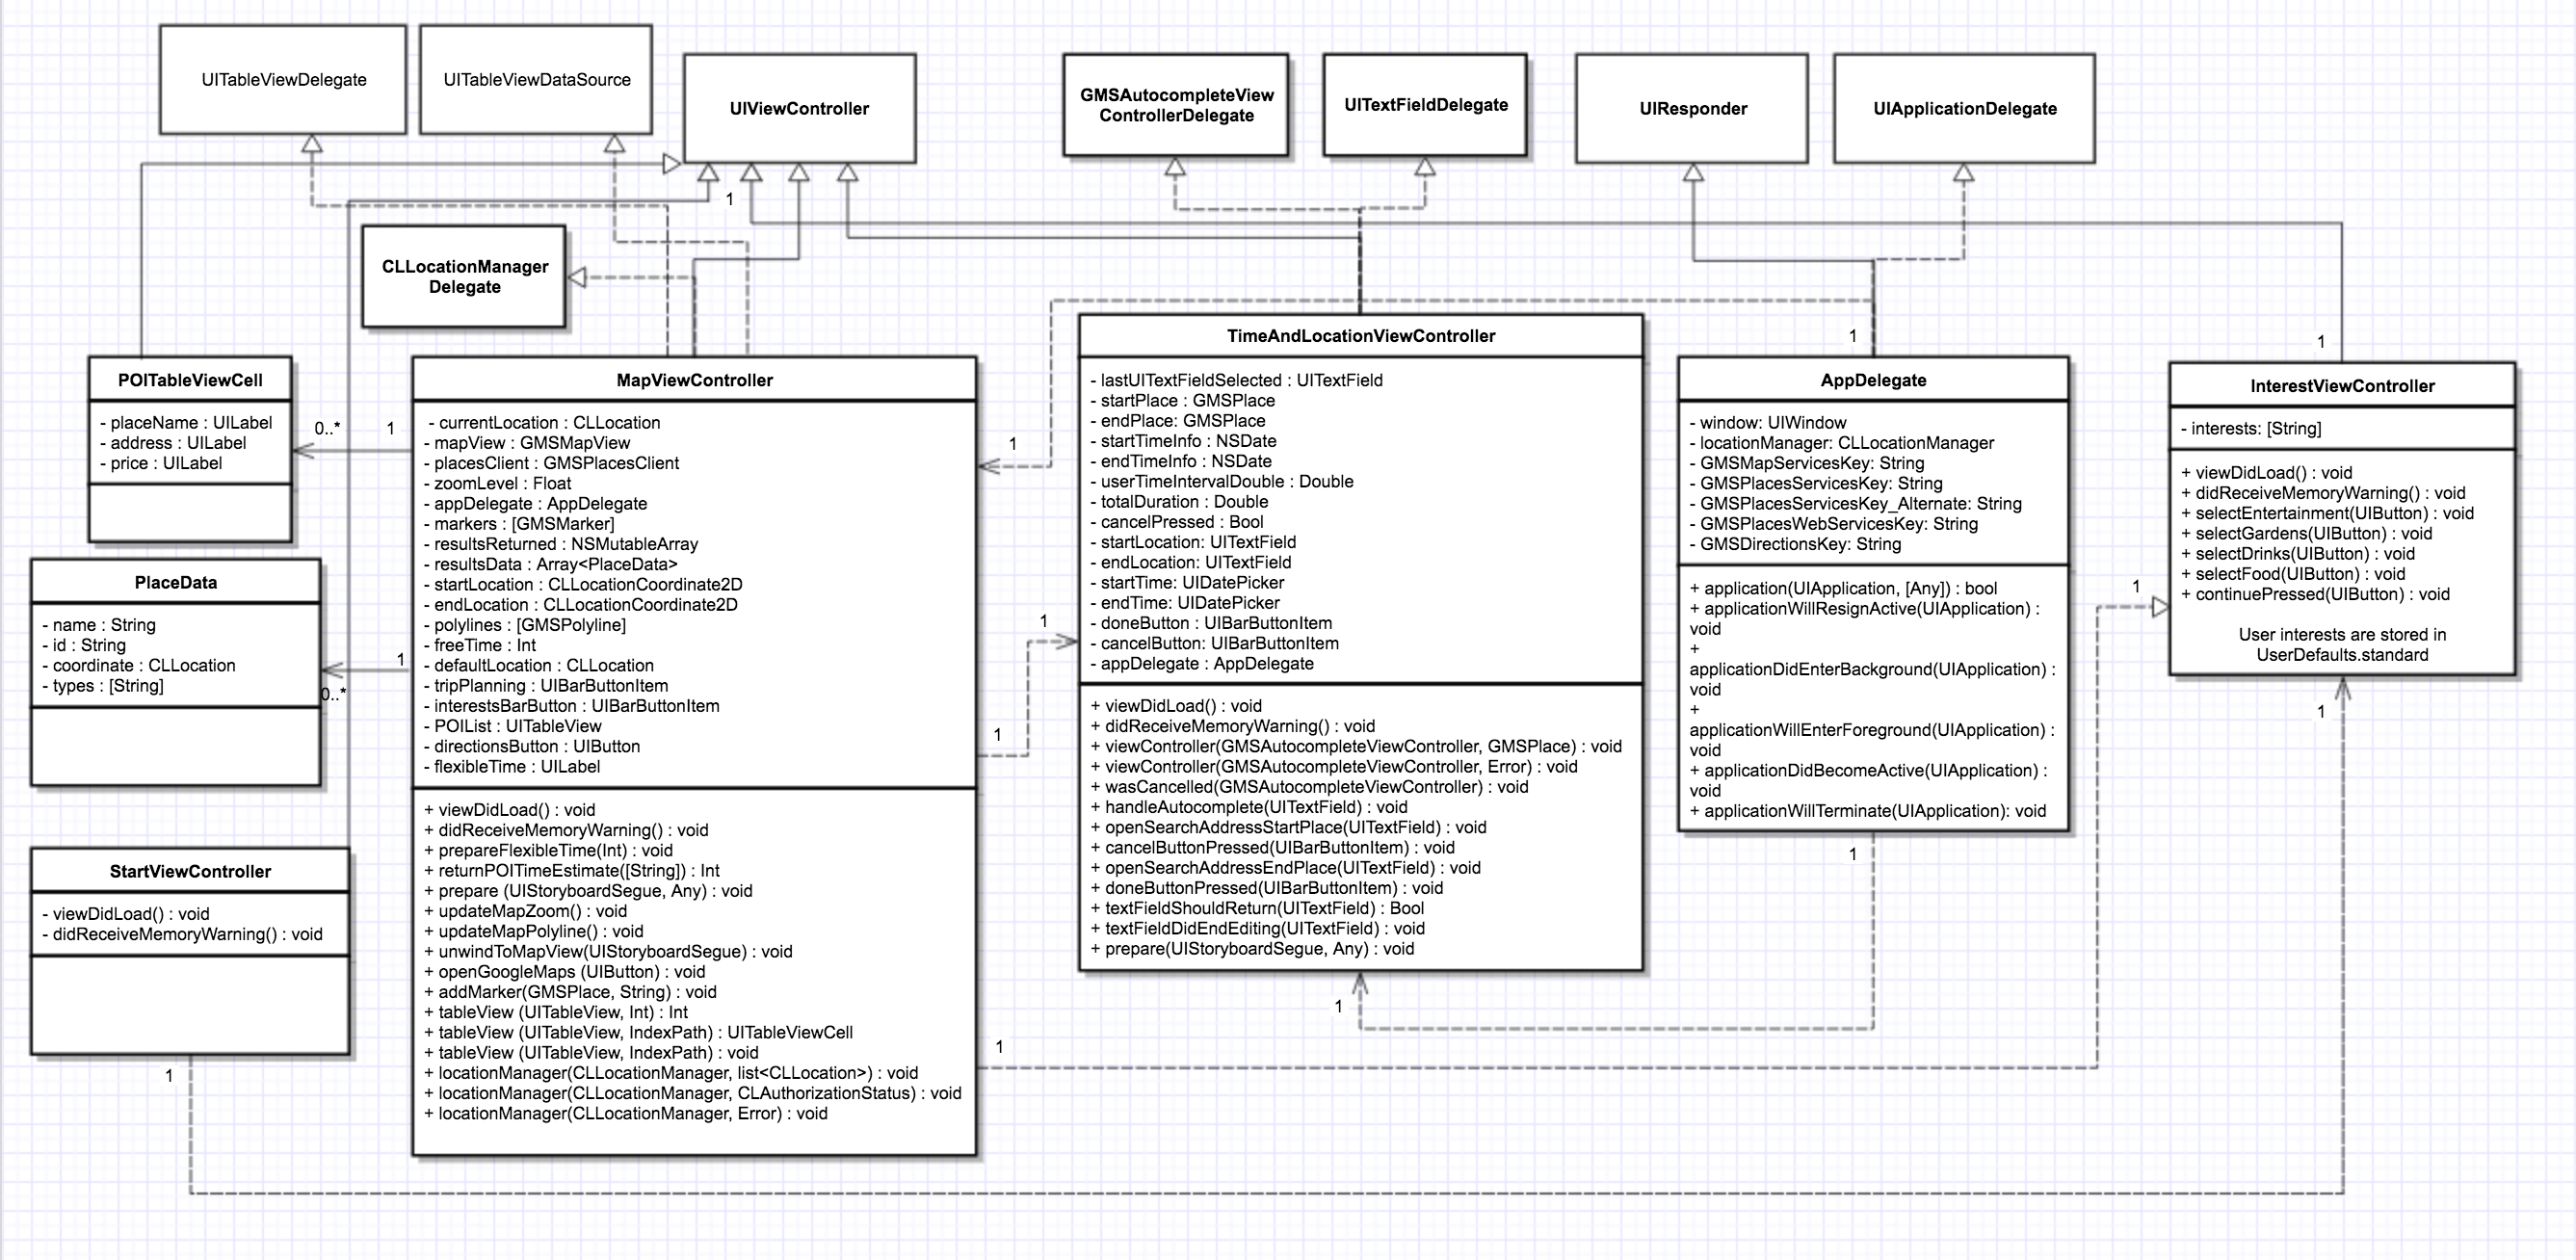 UITableViewDelegate
UITableViewDataSource
UIViewController
GMSAutocompleteView
ControllerDelegate
UITextFieldDelegate
UIResponder
UIApplicationDelegate
1
CLLocationManager
Delegate
POITableViewCell
- placeName : UILabel
- address : UILabel
- price : UILabel
0..*
1
PlaceData
- name : String
- id : String
- coordinate : CLLocation
- types : [String]
1
0..*
StartViewController
- viewDidLoad() : void
- didReceiveMemoryWarning() : void
1
MapViewController
- currentLocation : CLLocation
- mapView : GMSMapView
- placesClient : GMSPlacesClient
- zoomLevel : Float
- appDelegate : AppDelegate
- markers : [GMSMarker]
- resultsReturned : NSMutableArray
- resultsData : Array<PlaceData>
- startLocation : CLLocationCoordinate2D
- endLocation : CLLocationCoordinate2D
- polylines : [GMSPolyline]
- freeTime : Int
- defaultLocation : CLLocation
- tripPlanning : UIBarButtonItem
- interestsBarButton : UIBarButtonItem
- POIList : UITableView
- directionsButton : UIButton
- flexibleTime : UILabel
+ viewDidLoad() : void
+ didReceiveMemoryWarning() : void
+ prepareFlexibleTime(Int) : void
+ returnPOITimeEstimate([String]) : Int
+ prepare (UIStoryboardSegue, Any) : void
+ updateMapZoom() : void
+ updateMapPolyline() : void
+ unwindToMapView(UIStoryboardSegue) : void
+ openGoogleMaps (UIButton) : void
+ addMarker(GMSPlace, String) : void
+ tableView (UITableView, Int) : Int
+ tableView (UITableView, IndexPath) : UITableViewCell
+ tableView (UITableView, IndexPath) : void
+ locationManager(CLLocationManager, list<CLLocation>) : void
+ locationManager(CLLocationManager, CLAuthorizationStatus) : void
+ locationManager(CLLocationManager, Error) : void
1
1
1
1
TimeAndLocationViewController
- lastUITextFieldSelected : UITextField
- startPlace : GMSPlace
- endPlace: GMSPlace
- startTimeInfo : NSDate
- endTimeInfo : NSDate
- userTimeIntervalDouble : Double
- totalDuration : Double
- cancelPressed : Bool
- startLocation: UITextField
- endLocation: UITextField
- startTime: UIDatePicker
- endTime: UIDatePicker
- doneButton : UIBarButtonItem
- cancelButton: UIBarButtonItem
- appDelegate : AppDelegate
+ viewDidLoad() : void
+ didReceiveMemoryWarning() : void
+ viewController(GMSAutocompleteViewController, GMSPlace) : void
+ viewController(GMSAutocompleteViewController, Error) : void
+ wasCancelled(GMSAutocompleteViewController) : void
+ handleAutocomplete(UITextField) : void
+ openSearchAddressStartPlace(UITextField) : void
+ cancelButtonPressed(UIBarButtonItem) : void
+ openSearchAddressEndPlace(UITextField) : void
+ doneButtonPressed(UIBarButtonItem) : void
+ textFieldShouldReturn(UITextField) : Bool
+ textFieldDidEndEditing(UITextField) : void
+ prepare(UIStoryboardSegue, Any) : void
1
1
AppDelegate
- window: UIWindow
- locationManager: CLLocationManager
- GMSMapServicesKey: String
- GMSPlacesServicesKey: String
- GMSPlacesServicesKey_Alternate: String
- GMSPlacesWebServicesKey: String
- GMSDirectionsKey: String
+ application(UIApplication, [Any]) : bool
+ applicationWillResignActive(UIApplication) :
void
+
applicationDidEnterBackground(UIApplication) :
void
+
applicationWillEnterForeground(UIApplication) :
void
+ applicationDidBecomeActive(UIApplication) :
void
+ applicationWillTerminate(UIApplication): void
1
1
InterestViewController
- interests: [String]
+ viewDidLoad() : void
+ didReceiveMemoryWarning() : void
+ selectEntertainment(UIButton) : void
+ selectGardens(UIButton) : void
+ selectDrinks(UIButton) : void
+ selectFood(UIButton) : void
+ continuePressed(UIButton) : void
User interests are stored in
UserDefaults.standard
1
1